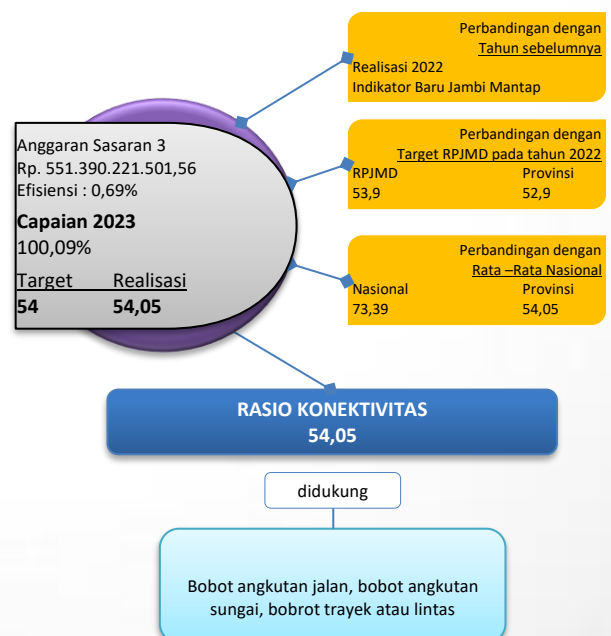 Perbandingan dengan
Tahun sebelumnya
Realisasi 2022
Indikator Baru Jambi Mantap
Anggaran Sasaran 3
Rp. 551.390.221.501,56
Efisiensi : 0,69%
Capaian 2023
100,09%
Target Realisasi
54 54,05
Perbandingan dengan
Target RPJMD pada tahun 2022
RPJMD Provinsi
53,9 52,9
Perbandingan dengan
Rata –Rata Nasional
Nasional Provinsi
73,39 54,05
RASIO KONEKTIVITAS
54,05
didukung
Bobot angkutan jalan, bobot angkutan
sungai, bobrot trayek atau lintas